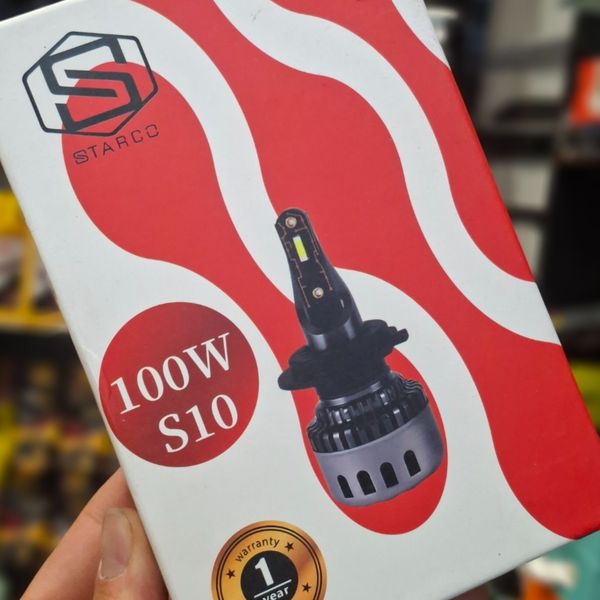 STARCO
100W
S10
warranty
1
year